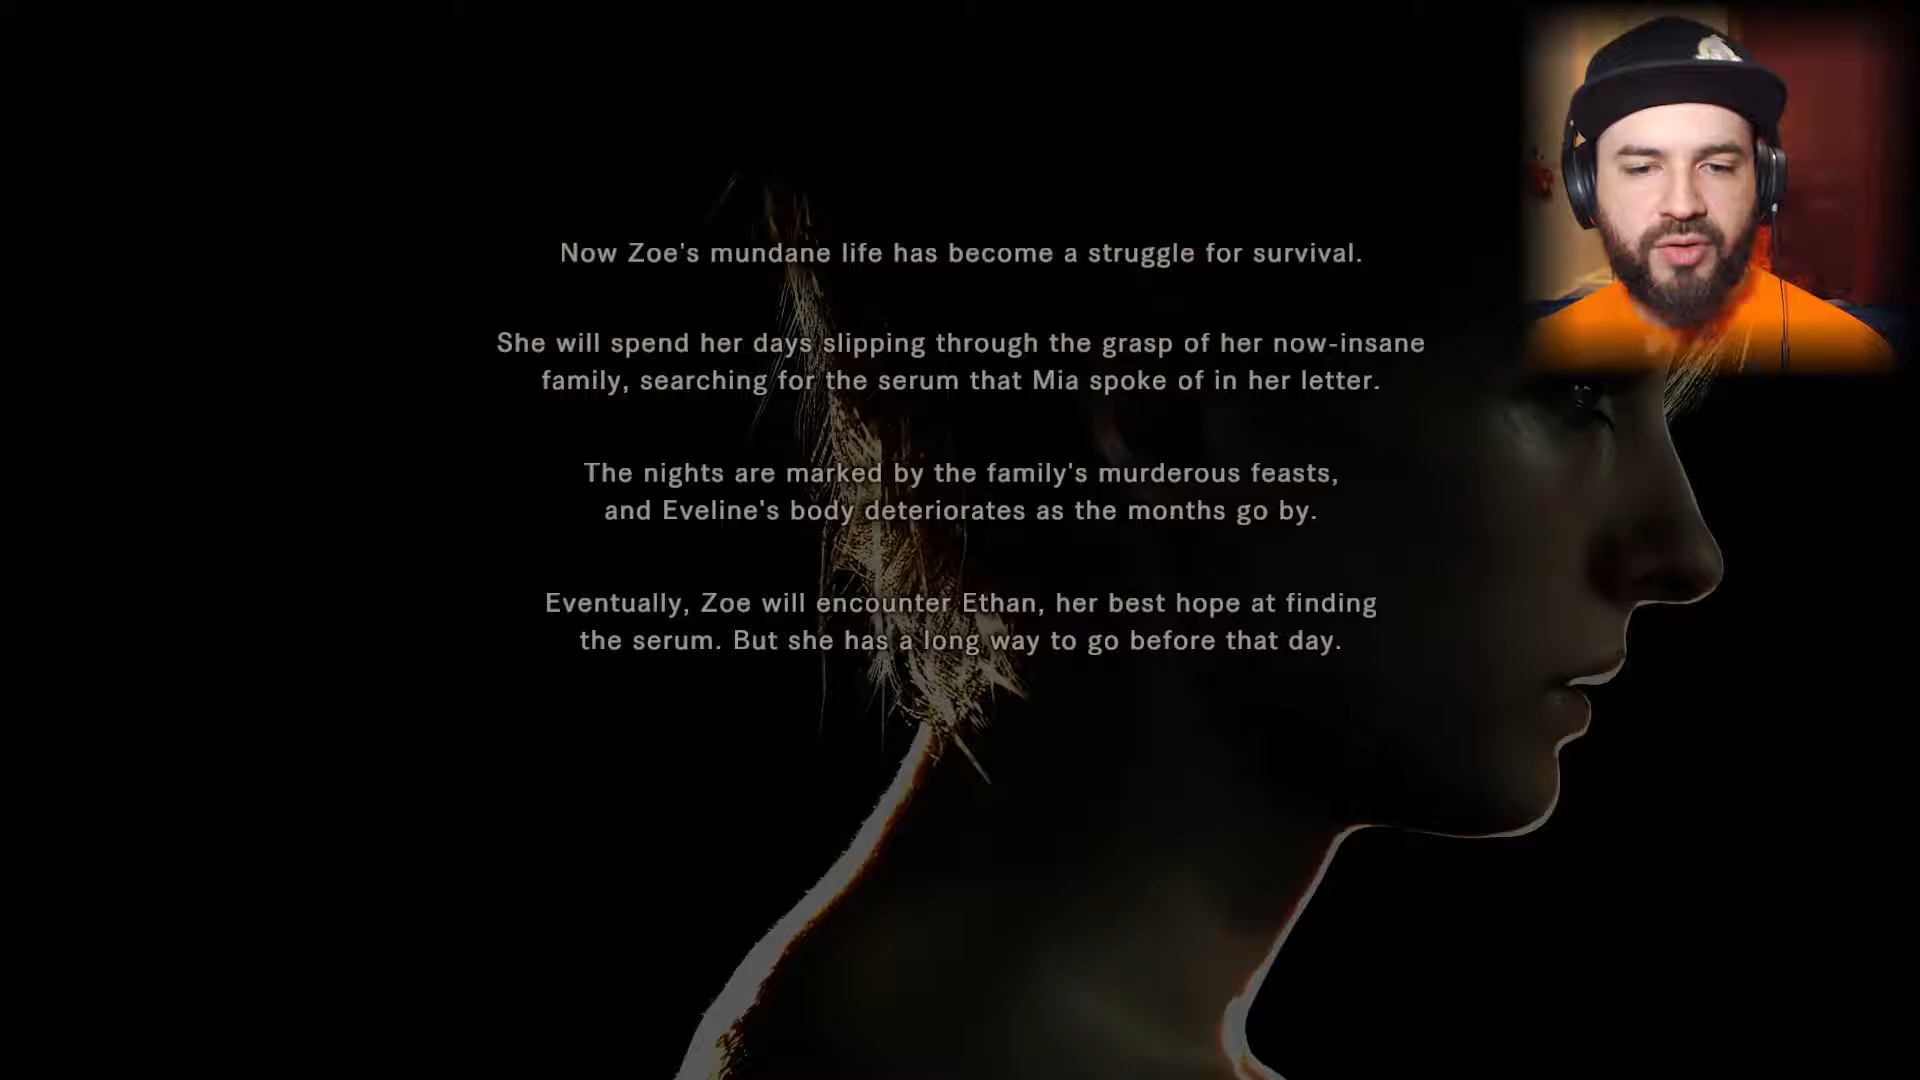 Now Zoe's mundane life has become a struggle for survival.
She will spend her days slipping through the grasp of her now-insane
family, searching for the serum that Mia spoke of in her letter.
The nights are marked by the family's murderous feasts,
and Eveline's body deteriorates as the months go by.
Eventually, Zoe will encounter Ethan, her best hope at finding
the serum. But she has a long way to go before that day.